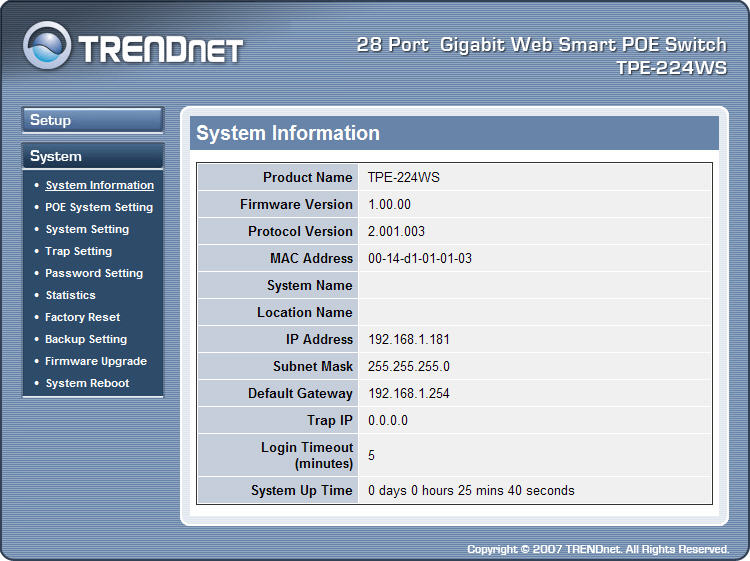 TRENDNET
28 Port Gigabit Web Smart POE Switch
TPE-224WS
Setup
System
• System Information
• POE System Setting
• System Setting
• Trap Setting
• Password Setting
• Statistics
• Factory Reset
• Backup Setting
• Firmware Upgrade
• System Reboot
System Information
Product Name TPE-224WS
Firmware Version 1.00.00
Protocol Version 2.001.003
MAC Address 00-14-d1-01-01-03
System Name
Location Name
IP Address 192.168.1.181
Subnet Mask 255.255.255.0
Default Gateway 192.168.1.254
Trap IP 0.0.0.0
Login Timeout
(minutes) 5
System Up Time 0 days 0 hours 25 mins 40 seconds
Copyright © 2007 TRENDnet. All Rights Reserved.